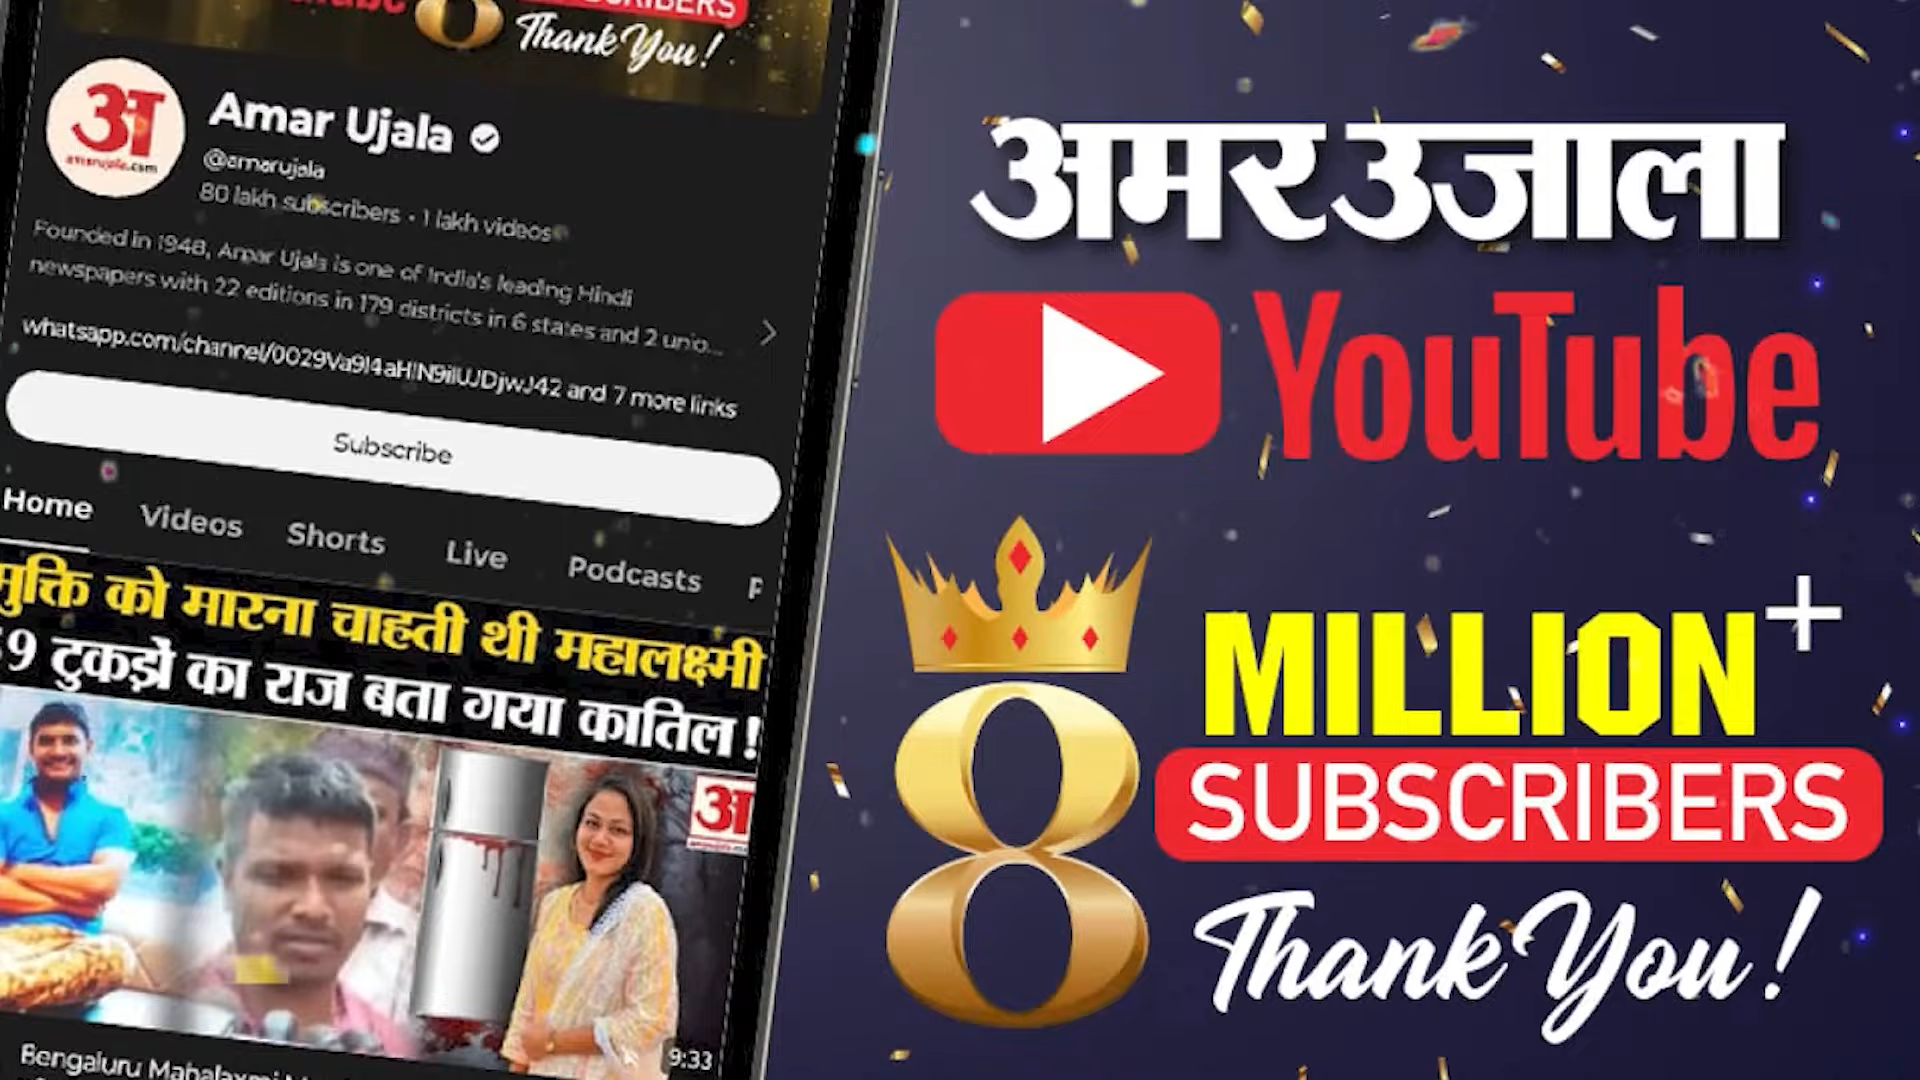 SUBSCRIBERS
Thank You!
अ
amarujala.com
Amar Ujala
@amarujala
80 lakh subscribers • 1 lakh videos
Founded in 1948, Amar Ujala is one of India's leading Hindi
newspapers with 22 editions in 179 districts in 6 states and 2 unio...
and 7 more links
Subscribe
Home Videos Shorts Live Podcasts P
मुक्ति को मारना चाहती थी महालक्ष्मी
59 टुकड़ों का राज बता गया कातिल!
अ
9:33
Bengaluru Mahalaxmi
अमर उजाला
YouTube
8 MILLION+
SUBSCRIBERS
Thank You!